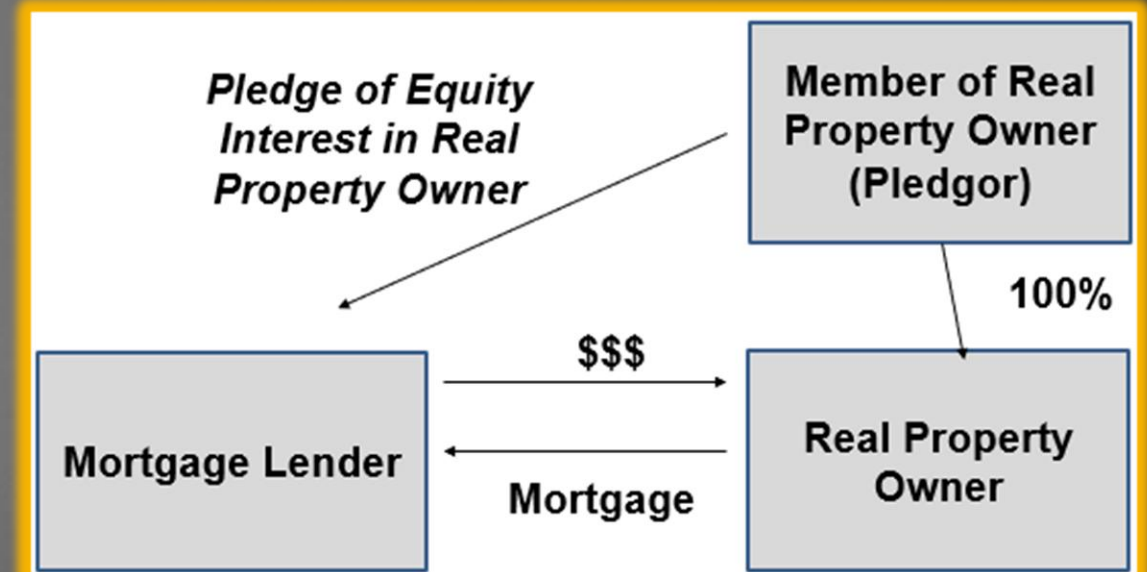 Pledge of Equity
Interest in Real
Property Owner
Member of Real
Property Owner
(Pledgor)
100%
$$$
Mortgage Lender
Mortgage
Real Property
Owner